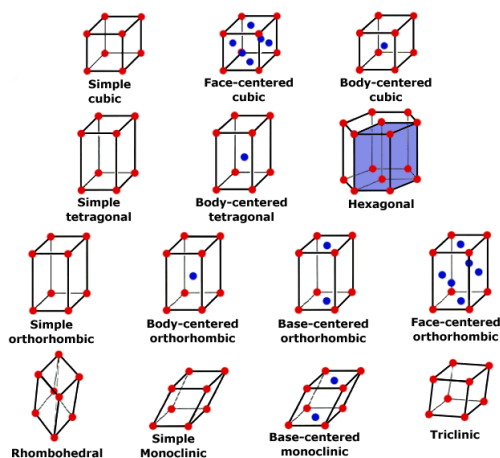 Simple
cubic
Face-centered
cubic
Body-centered
cubic
Simple
tetragonal
Body-centered
tetragonal
Hexagonal
Simple
orthorhombic
Body-centered
orthorhombic
Base-centered
orthorhombic
Face-centered
orthorhombic
Rhombohedral
Simple
Monoclinic
Base-centered
monoclinic
Triclinic